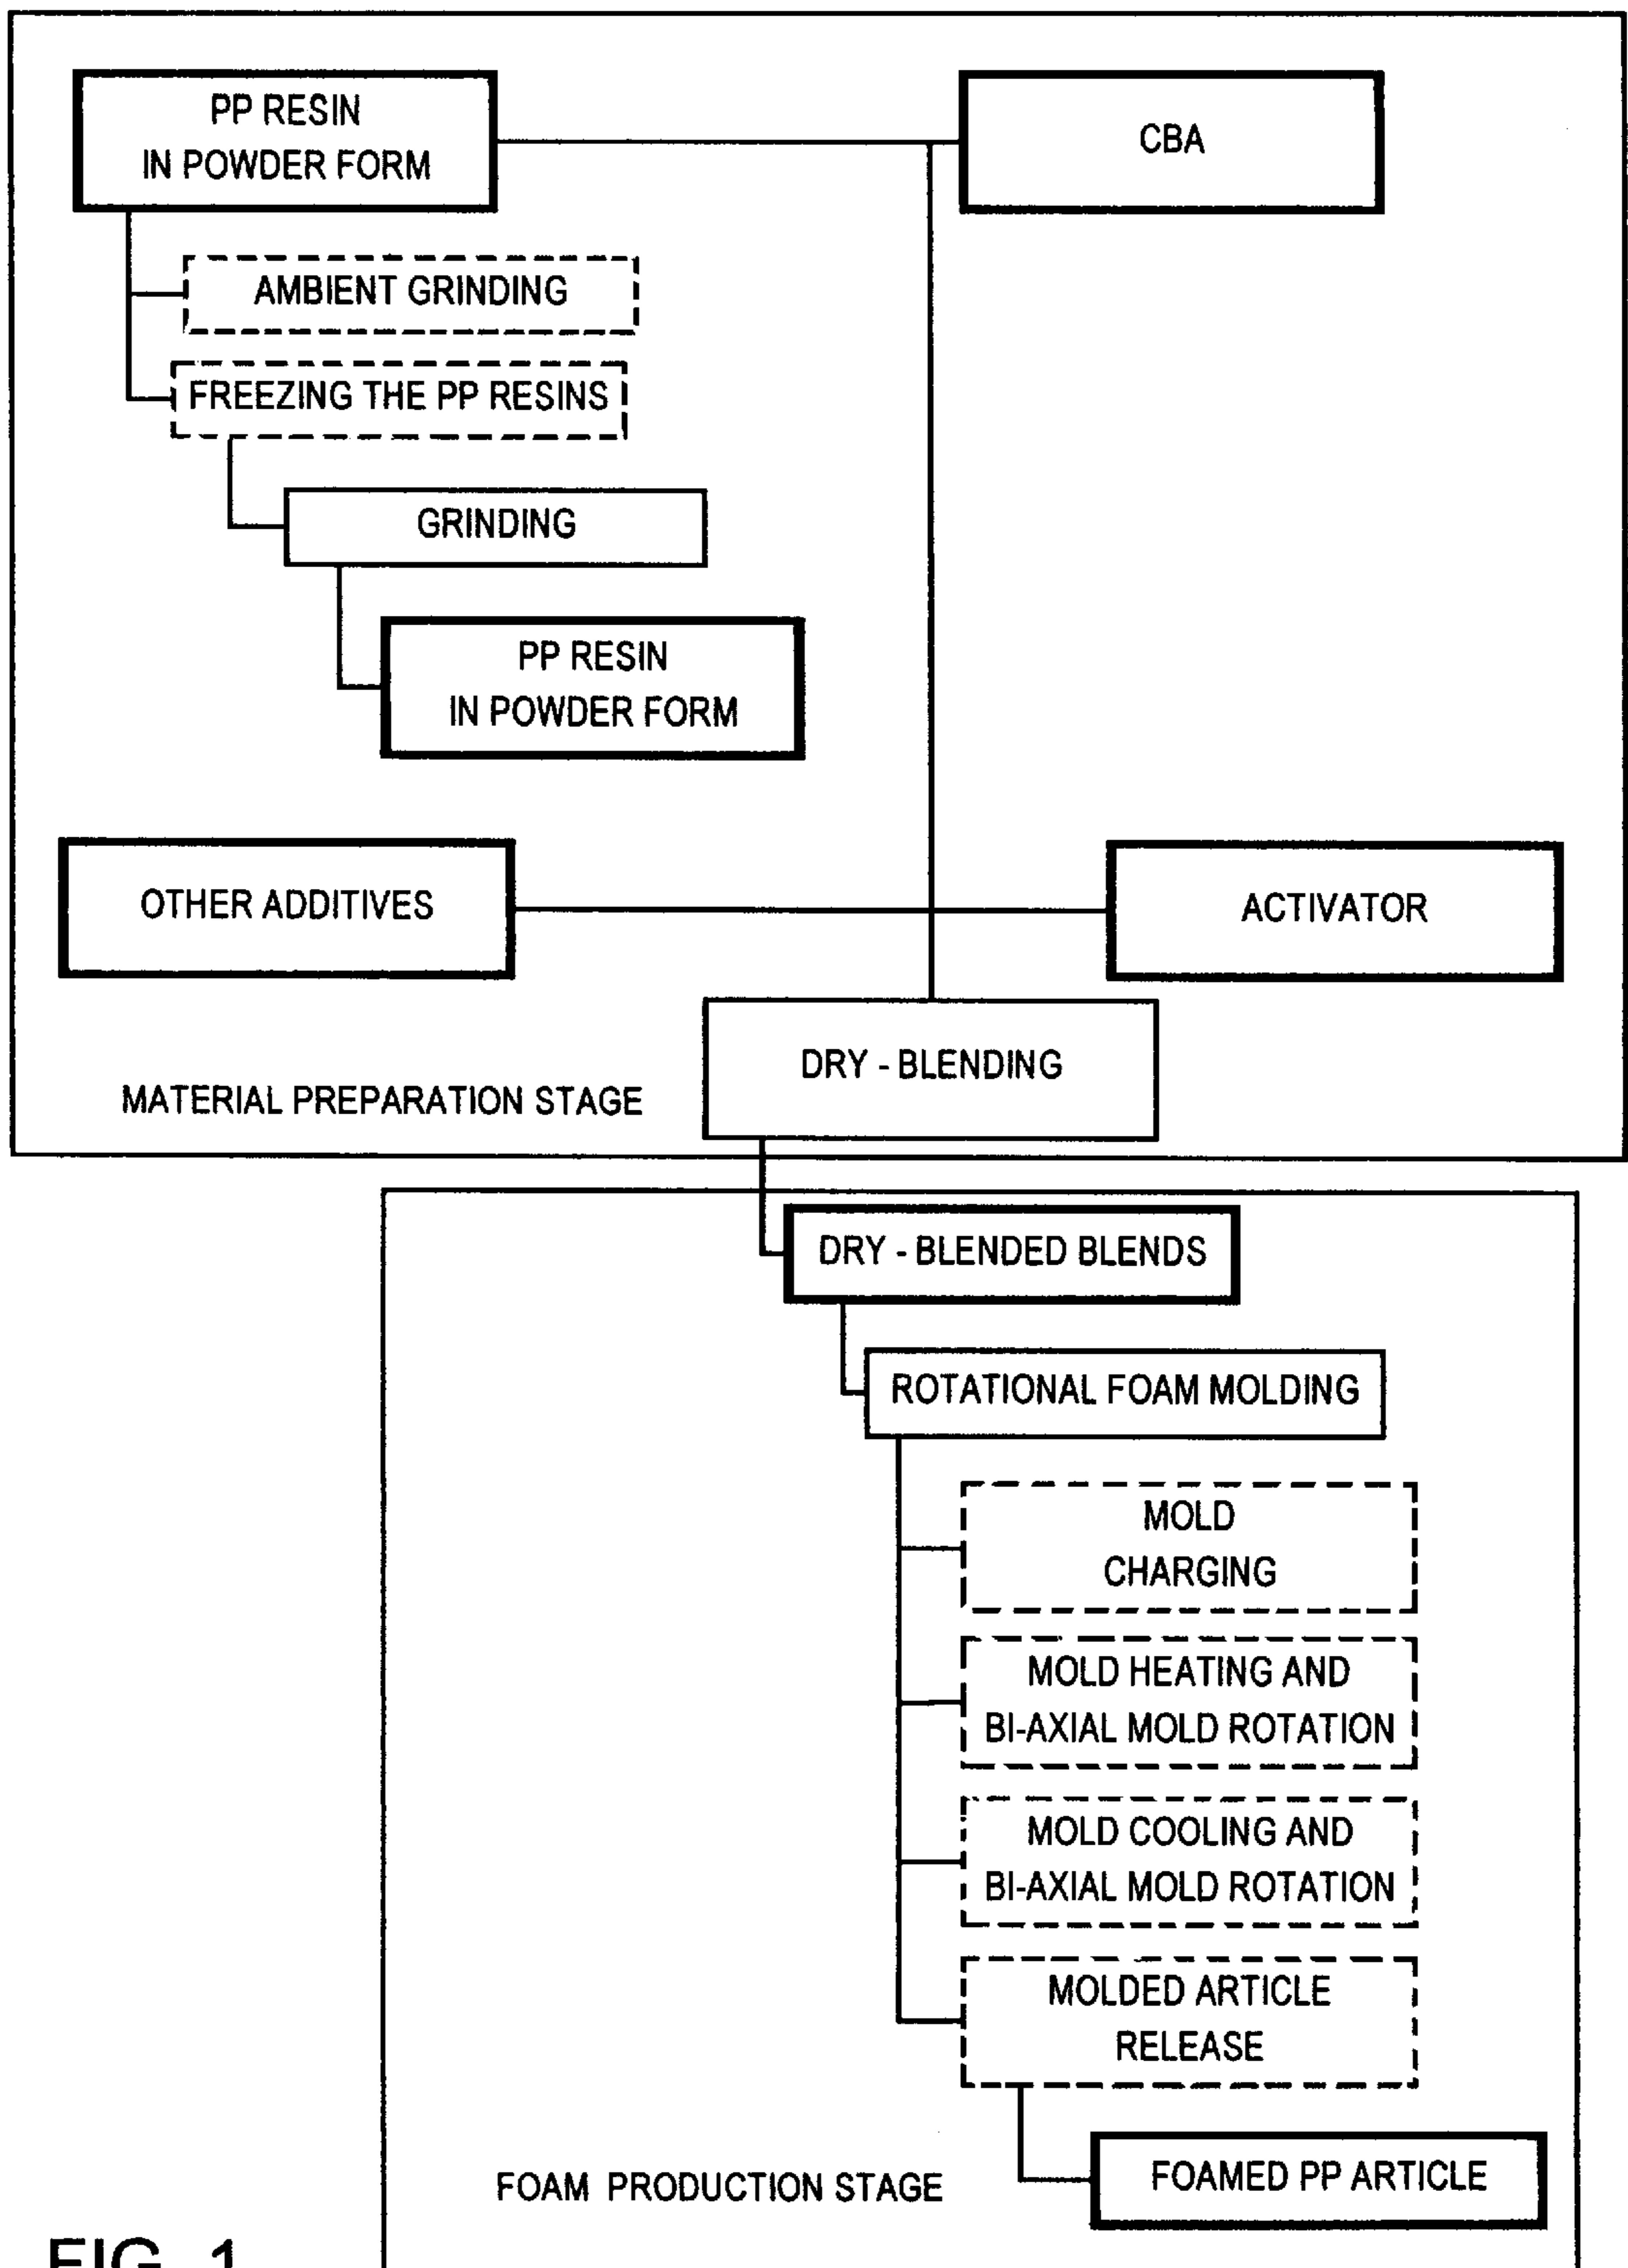 PP RESIN
IN POWDER FORM
CBA
AMBIENT GRINDING
FREEZING THE PP RESINS
GRINDING
PP RESIN
IN POWDER FORM
OTHER ADDITIVES
ACTIVATOR
DRY - BLENDING
MATERIAL PREPARATION STAGE
DRY - BLENDED BLENDS
ROTATIONAL FOAM MOLDING
MOLD
CHARGING
MOLD HEATING AND
BI-AXIAL MOLD ROTATION
MOLD COOLING AND
BI-AXIAL MOLD ROTATION
MOLDED ARTICLE
RELEASE
FOAMED PP ARTICLE
FOAM PRODUCTION STAGE
FIG. 1